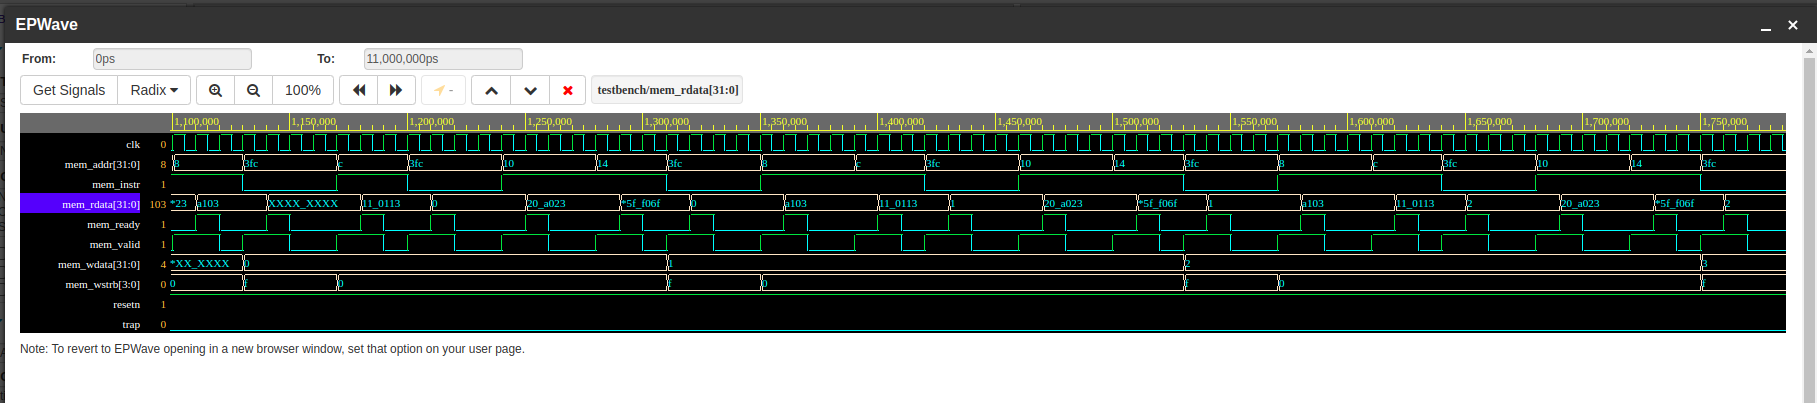 EPWave
From: 0ps To: 11,000,000ps
Get Signals Radix 100% - testbench/mem_rdata[31:0]
1,100,000 1,150,000 1,200,000 1,250,000 1,300,000 1,350,000 1,400,000 1,450,000 1,500,000 1,550,000 1,600,000 1,650,000 1,700,000 1,750,000
clk 0
mem_addr[31:0] 8 8 3fc c 3fc 10 14 3fc 8 c 3fc 10 14 3fc 8 c 3fc 10 14 3fc
mem_instr 1
mem_rdata[31:0] 103 *23 a103 XXXX_XXXX 11_0113 0 20_a023 *5f_f06f 0 a103 11_0113 1 20_a023 *5f_f06f 1 a103 11_0113 2 20_a023 *5f_f06f 2
mem_ready 1
mem_valid 1
mem_wdata[31:0] 4 *XX_XXXX 0 1 2 3
mem_wstrb[3:0] 0 0 f 0 f 0 f 0 f
resetn 1
trap 0
Note: To revert to EPWave opening in a new browser window, set that option on your user page.